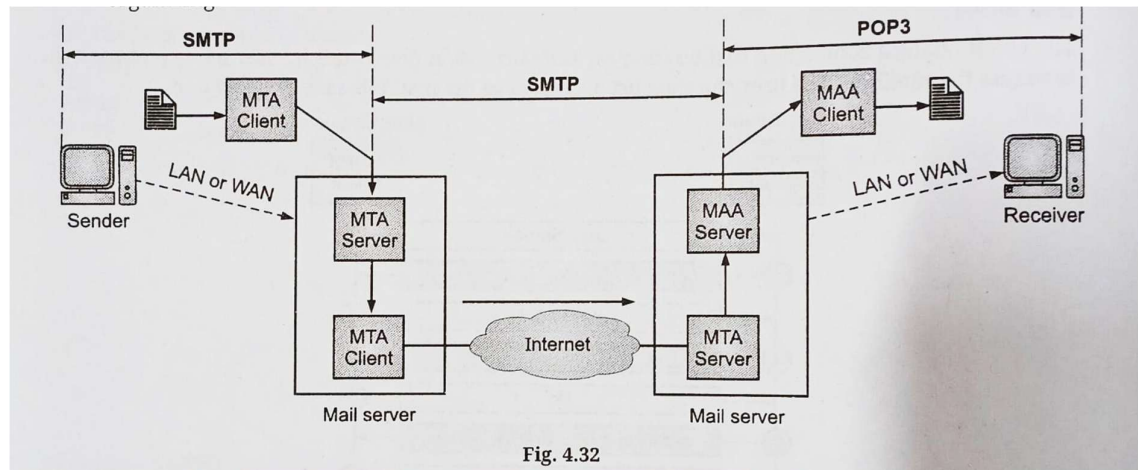 SMTP
POP3
SMTP
MTA
Client
MAA
Client
LAN or WAN
LAN or WAN
Sender
Receiver
MTA
Server
MAA
Server
MTA
Client
Internet
MTA
Server
Mail server
Mail server
Fig. 4.32